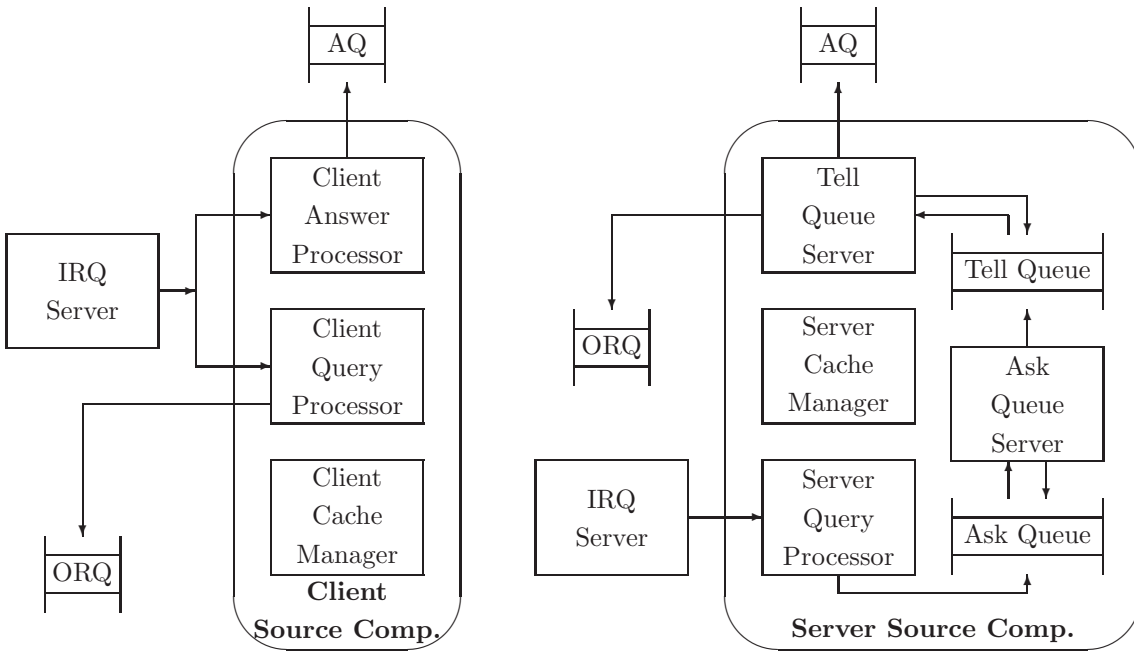 AQ
Client
Answer
Processor
IRQ
Server
Client
Query
Processor
ORQ
Client
Cache
Manager
Client
Source Comp.
AQ
Tell
Queue
Server
Tell Queue
ORQ
Server
Cache
Manager
Ask
Queue
Server
IRQ
Server
Server
Query
Processor
Ask Queue
Server Source Comp.